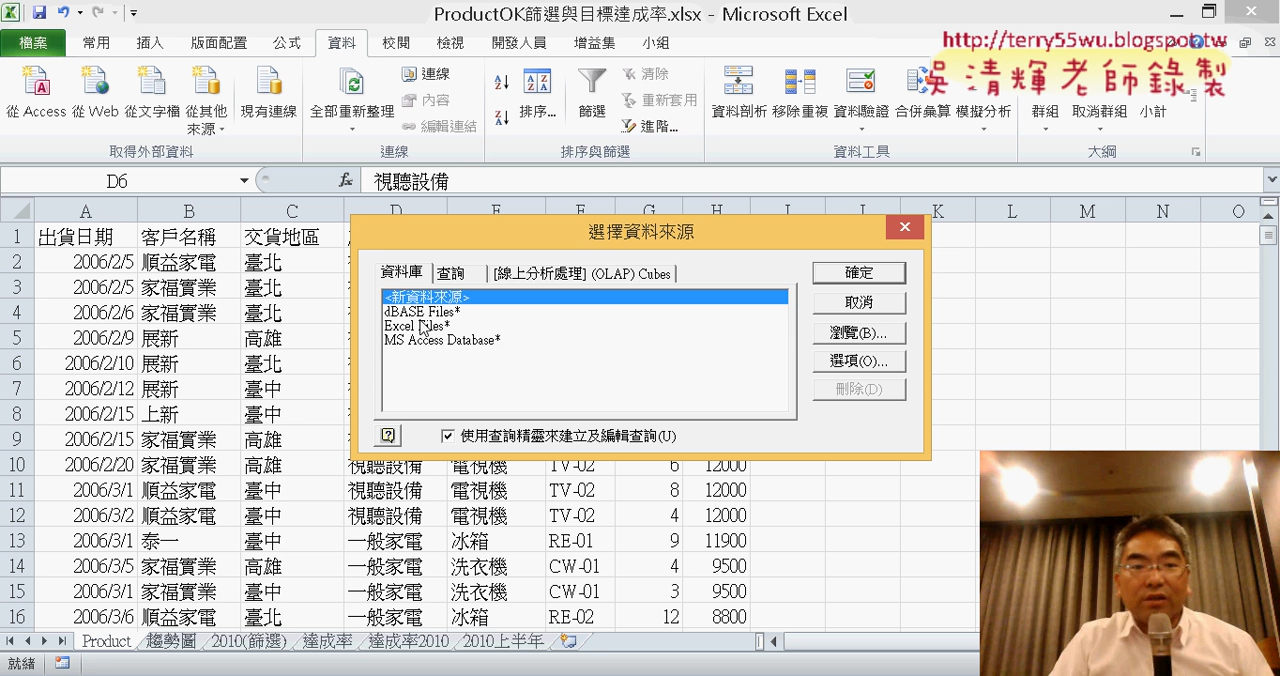 ProductOK篩選與目標達成率.xlsx - Microsoft Excel
檔案 常用 插入 版面配置 公式 資料 校閱 檢視 開發人員 增益集 小組
http://terry55wu.blogspot.tw
吳清輝老師錄製
從 Access 從 Web 從文字檔 從其他來源 現有連線 全部重新整理 連線 內容 編輯連結 排序... 篩選 清除 重新套用 進階... 資料剖析 移除重複 資料驗證 合併彙算 模擬分析 群組 取消群組 小計
取得外部資料 連線 排序與篩選 資料工具 大綱
D6 fx 視聽設備
A B C D E F G H I J K L M N O
1 出貨日期 客戶名稱 交貨地區
2 2006/2/5 順益家電 臺北
3 2006/2/5 家福實業 臺北
4 2006/2/6 家福實業 臺北
5 2006/2/9 展新 高雄
6 2006/2/10 展新 臺北
7 2006/2/12 展新 臺中
8 2006/2/15 上新 臺中
9 2006/2/15 家福實業 高雄
10 2006/2/20 家福實業 高雄 視聽設備 電視機 TV-02 6 12000
11 2006/3/1 順益家電 臺中 視聽設備 電視機 TV-02 8 12000
12 2006/3/2 順益家電 臺中 視聽設備 電視機 TV-02 4 12000
13 2006/3/1 泰一 臺中 一般家電 冰箱 RE-01 9 11900
14 2006/3/5 家福實業 高雄 一般家電 洗衣機 CW-01 4 9500
15 2006/3/1 家福實業 臺中 一般家電 洗衣機 CW-01 3 9500
16 2006/3/6 順益家電 臺北 一般家電 冰箱 RE-02 12 8800
選擇資料來源
資料庫 查詢 [線上分析處理] (OLAP) Cubes
<新資料來源>
dBASE Files*
Excel Files*
MS Access Database*
確定
取消
瀏覽(B)...
選項(O)...
刪除(D)
使用查詢精靈來建立及編輯查詢(U)
Product 趨勢圖 2010(篩選) 達成率 達成率2010 2010上半年
就緒